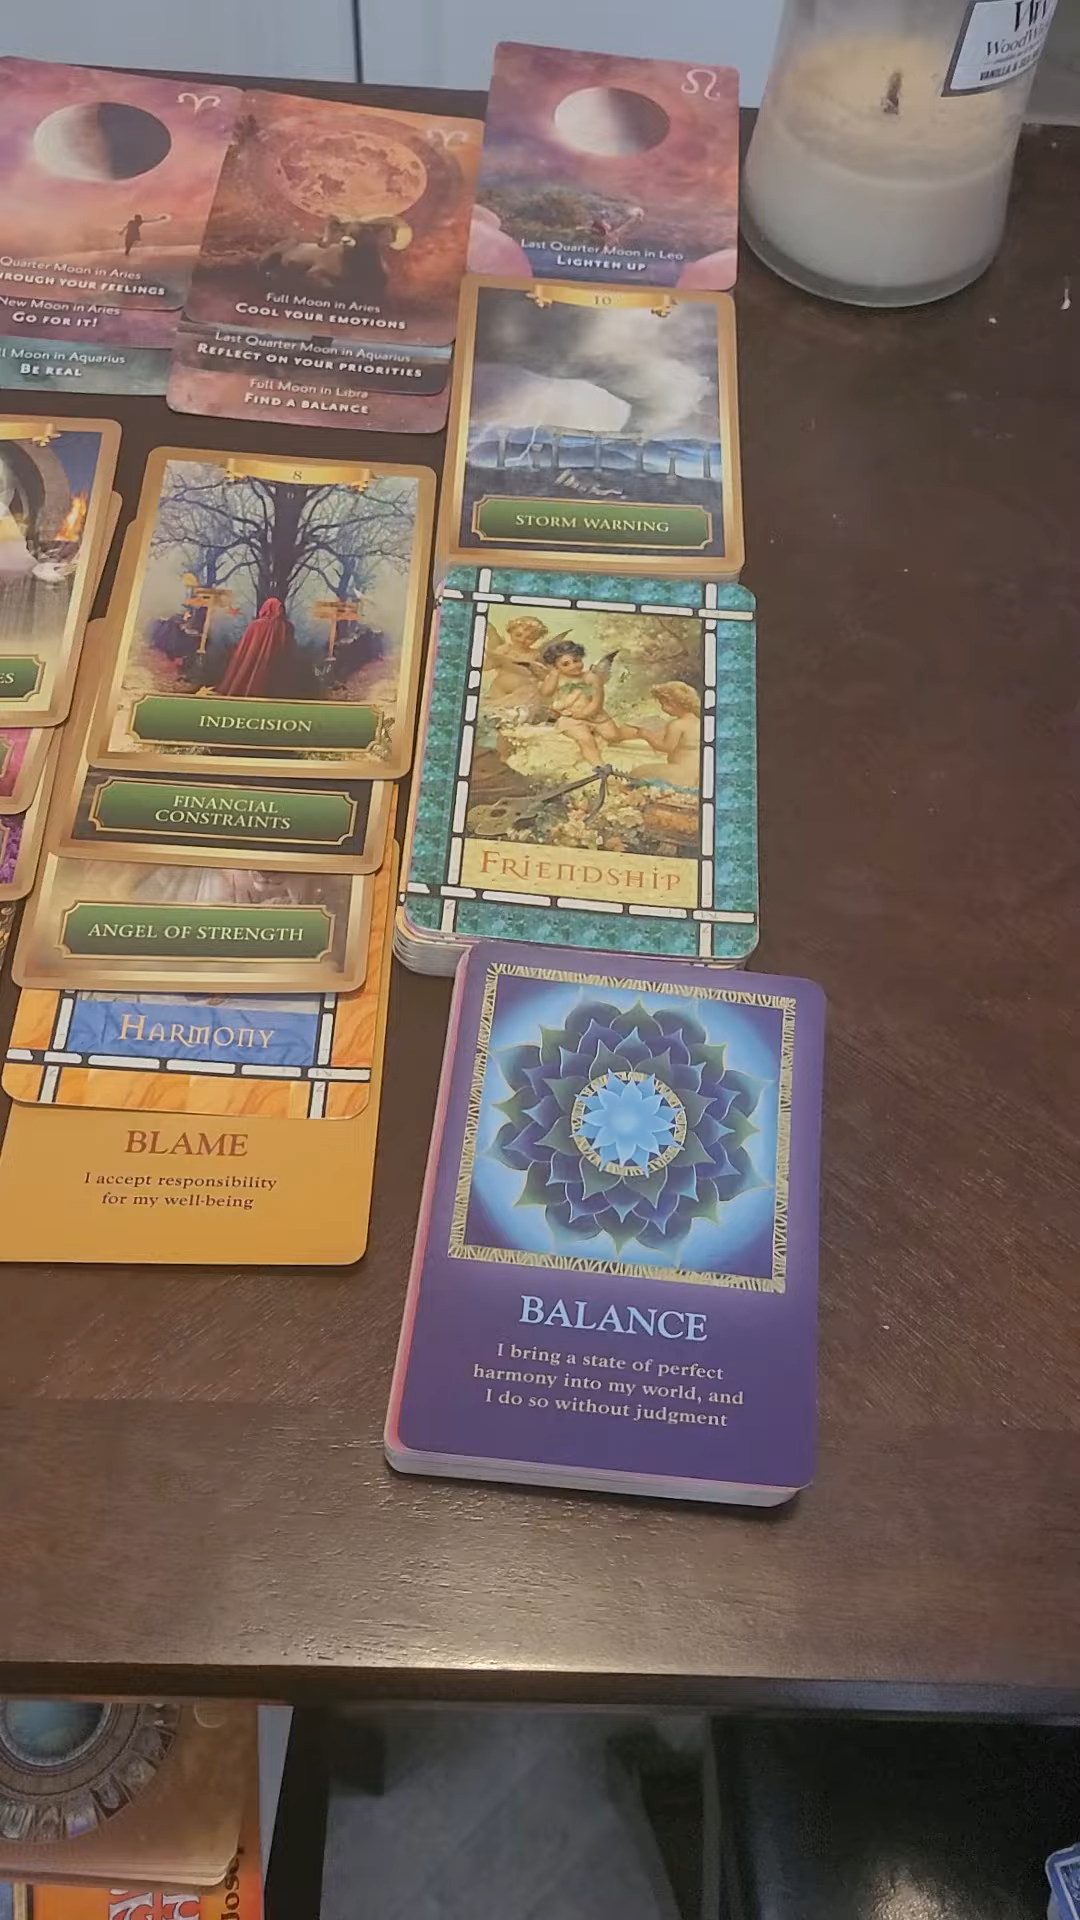 WoodWick
VANILLA &
Quarter Moon in Aries
THROUGH YOUR FEELINGS
New Moon in Aries
GO FOR IT!
Moon in Aquarius
BE REAL
Full Moon in Aries
COOL YOUR EMOTIONS
Last Quarter Moon in Aquarius
REFLECT ON YOUR PRIORITIES
Full Moon in Libra
FIND A BALANCE
Last Quarter Moon in Leo
LIGHTEN UP
10
STORM WARNING
8
INDECISION
FINANCIAL
CONSTRAINTS
ANGEL OF STRENGTH
HARMONY
BLAME
I accept responsibility
for my well-being
FRIENDSHIP
BALANCE
I bring a state of perfect
harmony into my world, and
I do so without judgment